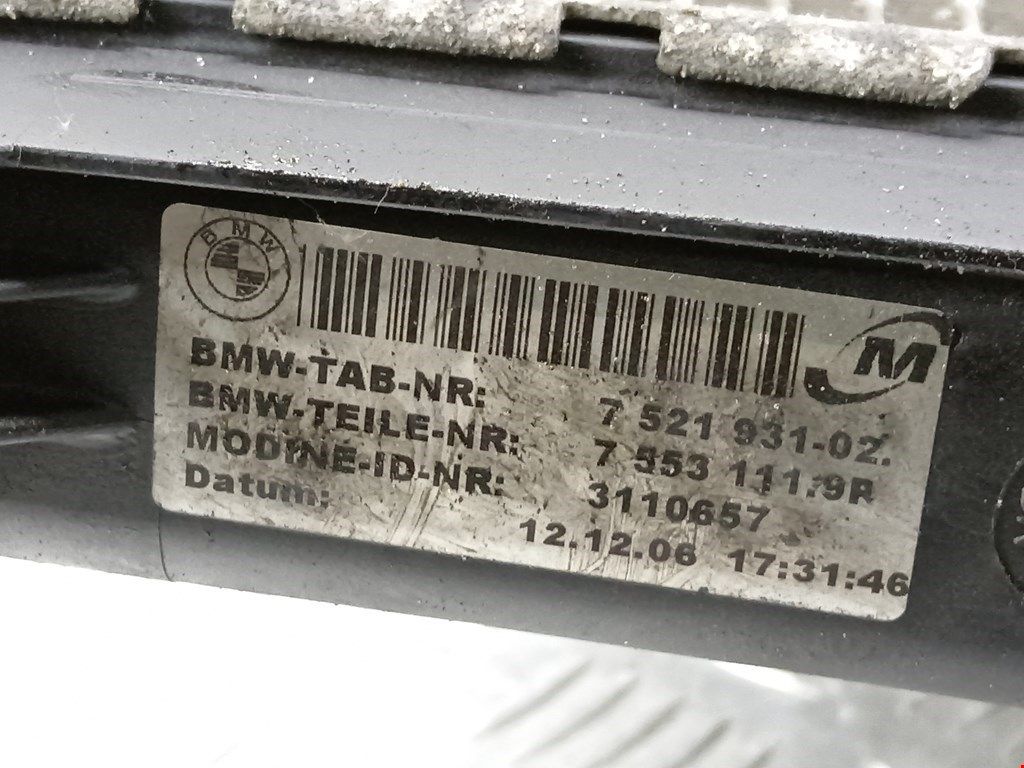 BMW
M
BMW-TAB-NR: 7 521 931-02.
BMW-TEILE-NR: 7 553 111.9R
MODINE-ID-NR: 3110657
Datum: 12.12.06 17:31:46